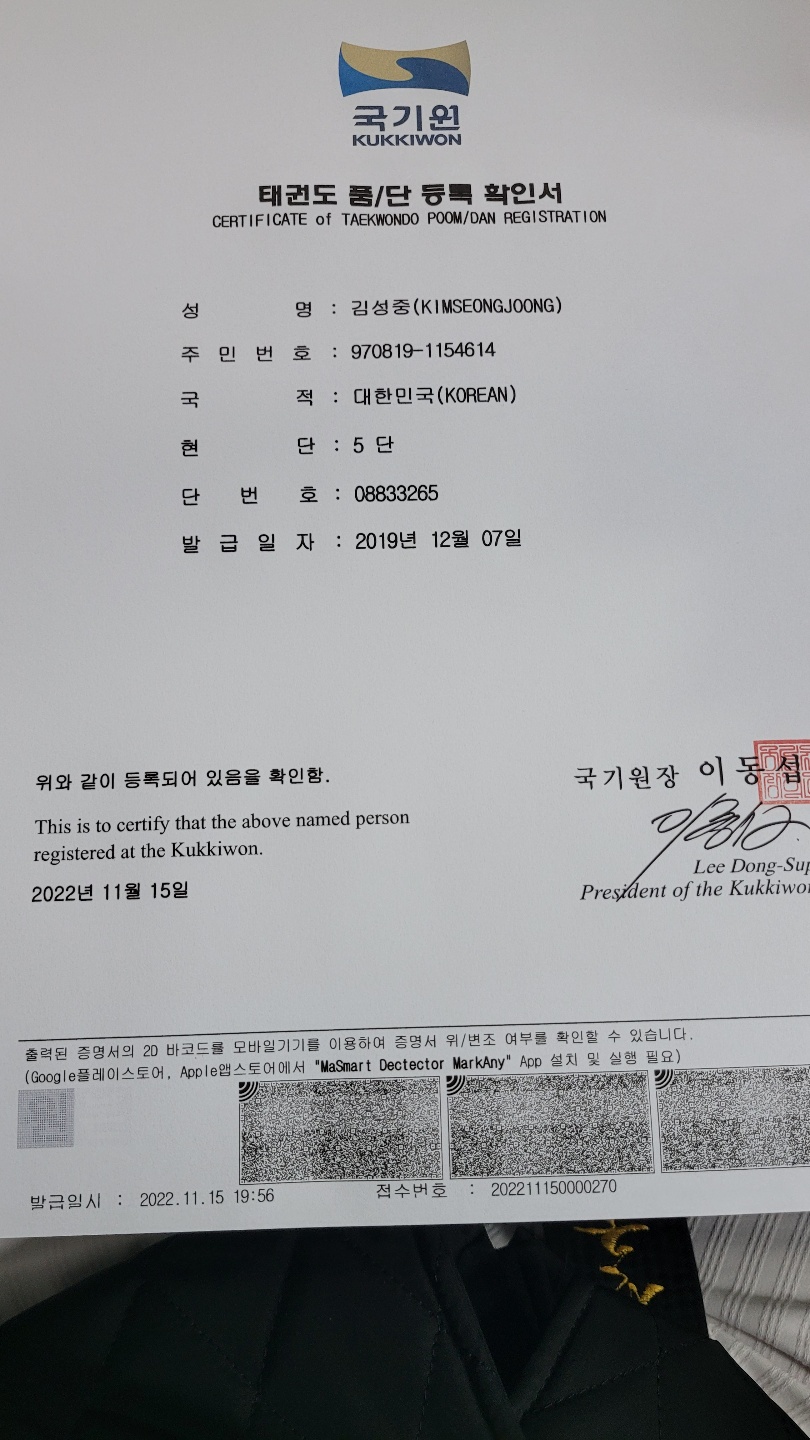 국기원
KUKKIWON
태권도 품/단 등록 확인서
CERTIFICATE of TAEKWONDO POOM/DAN REGISTRATION
성 명 : 김성중(KIMSEONGJOONG)
주 민 번 호 : 970819-1154614
국 적 : 대한민국(KOREAN)
현 단 : 5 단
단 번 호 : 08833265
발 급 일 자 : 2019년 12월 07일
위와 같이 등록되어 있음을 확인함.
This is to certify that the above named person
registered at the Kukkiwon.
2022년 11월 15일
국기원장 이동섭
Lee Dong-Sup
President of the Kukkiwon
출력된 증명서의 2D 바코드를 모바일기기를 이용하여 증명서 위/변조 여부를 확인할 수 있습니다.
(Google플레이스토어, Apple앱스토어에서 "MaSmart Dectector MarkAny" App 설치 및 실행 필요)
발급일시 : 2022.11.15 19:56 접수번호 : 202211150000270